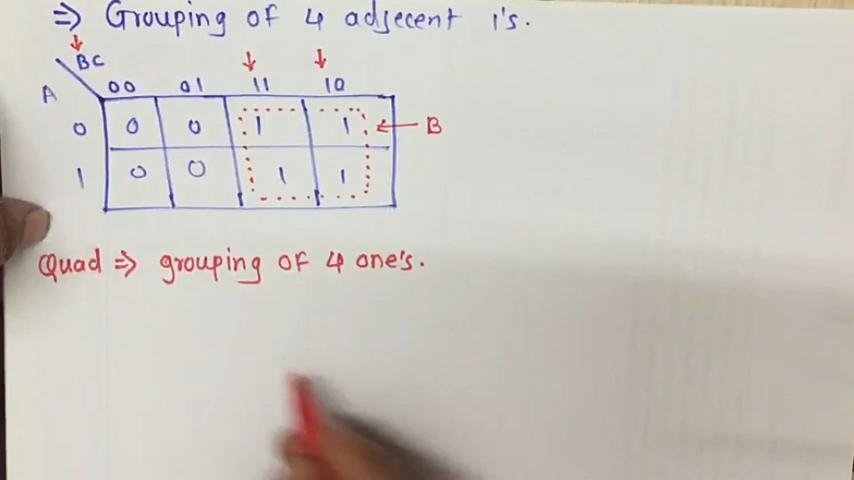 ⇒ Grouping of 4 adjecent 1's.
↓ BC ↓ ↓
A 00 01 11 10
0 0 0 1 1 ← B
1 0 0 1 1
Quad ⇒ grouping of 4 one's.